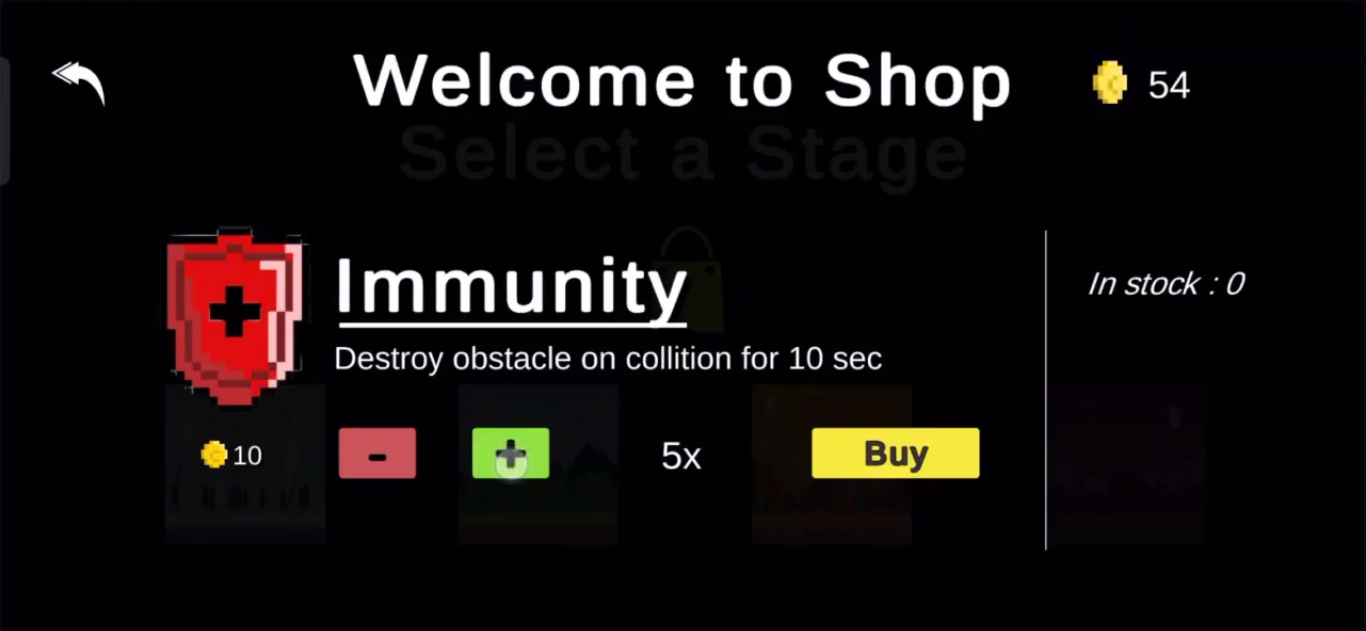 Welcome to Shop
54
Select a Stage
Immunity
In stock : 0
Destroy obstacle on collition for 10 sec
10
-
+
5x
Buy